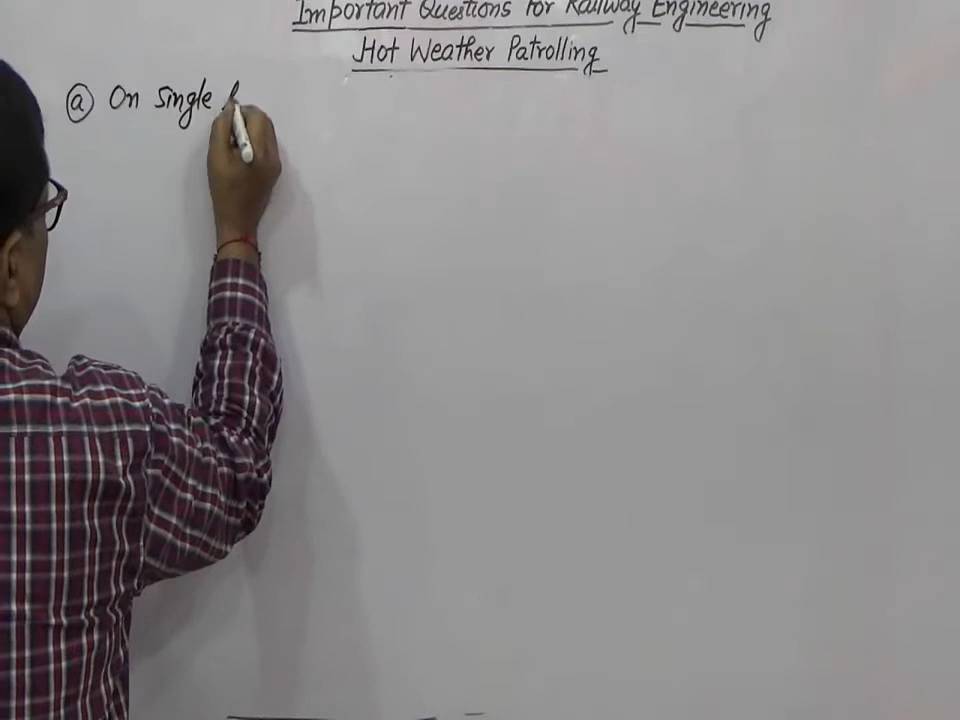 Important Questions for Railway Engineering
Hot Weather Patrolling
(a) On Single